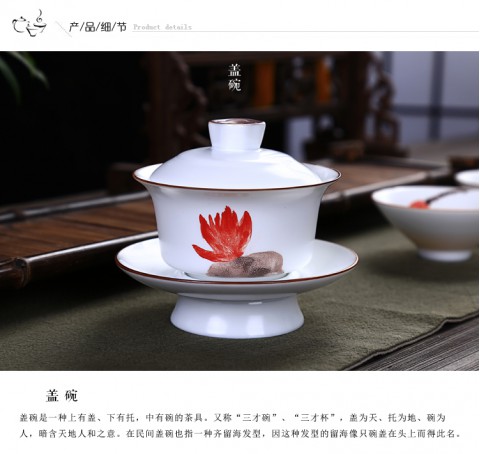 产/品/细/节 Product details
盖碗
盖碗
盖碗是一种上有盖、下有托，中有碗的茶具。又称“三才碗”、“三才杯”，盖为天、托为地、碗为
人，暗含天地人和之意。在民间盖碗也指一种齐留海发型，因这种发型的留海像只碗盖在头上而得此名。